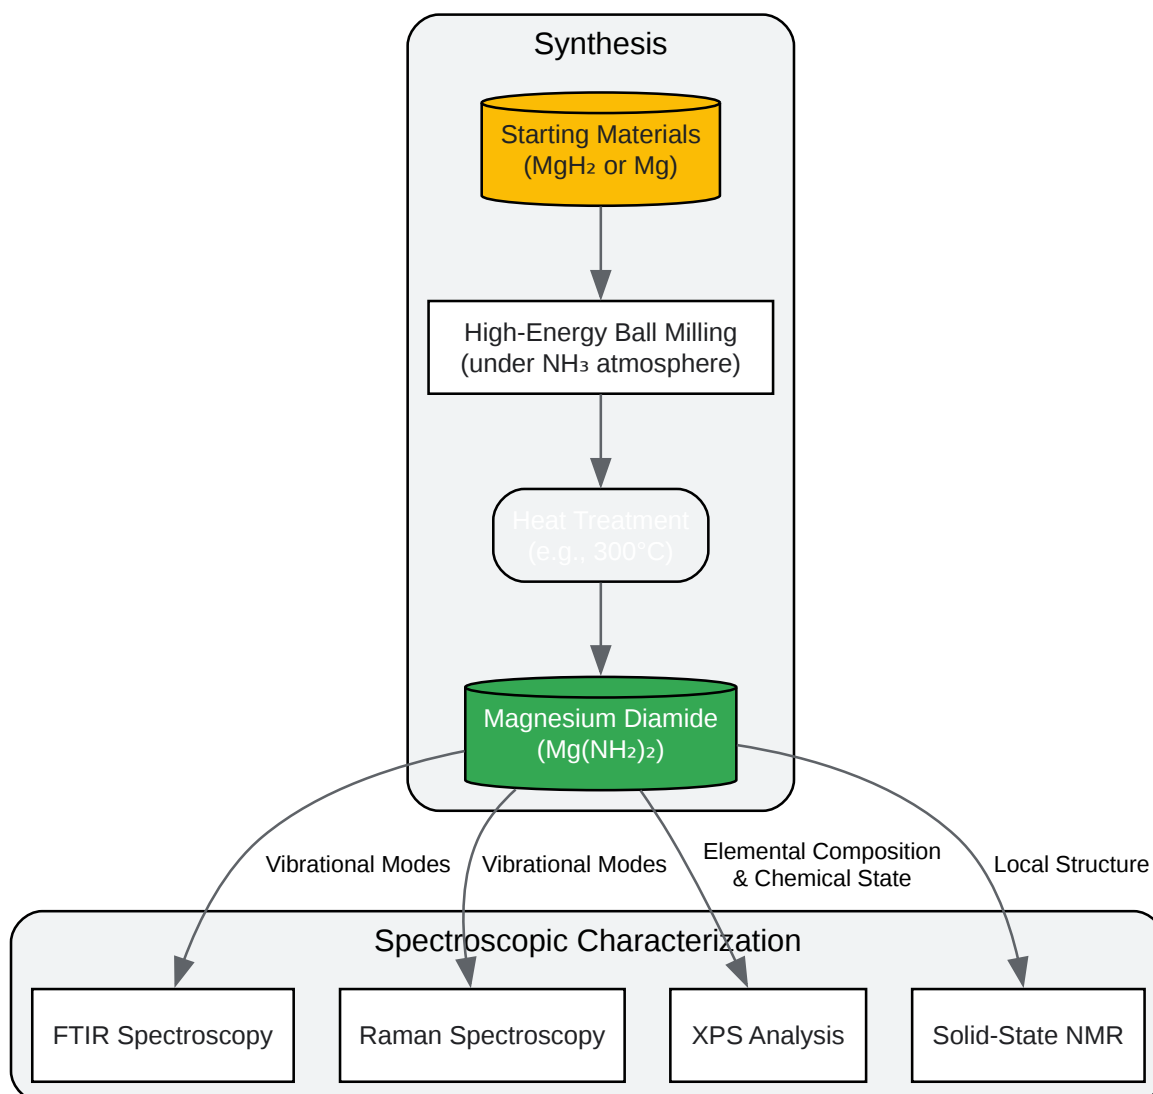 Synthesis
Starting Materials
(MgH₂ or Mg)
High-Energy Ball Milling
(under NH₃ atmosphere)
Heat Treatment
(e.g., 300°C)
Magnesium Diamide
(Mg(NH₂)₂)
Vibrational Modes
Vibrational Modes
Elemental Composition
& Chemical State
Local Structure
Spectroscopic Characterization
FTIR Spectroscopy
Raman Spectroscopy
XPS Analysis
Solid-State NMR